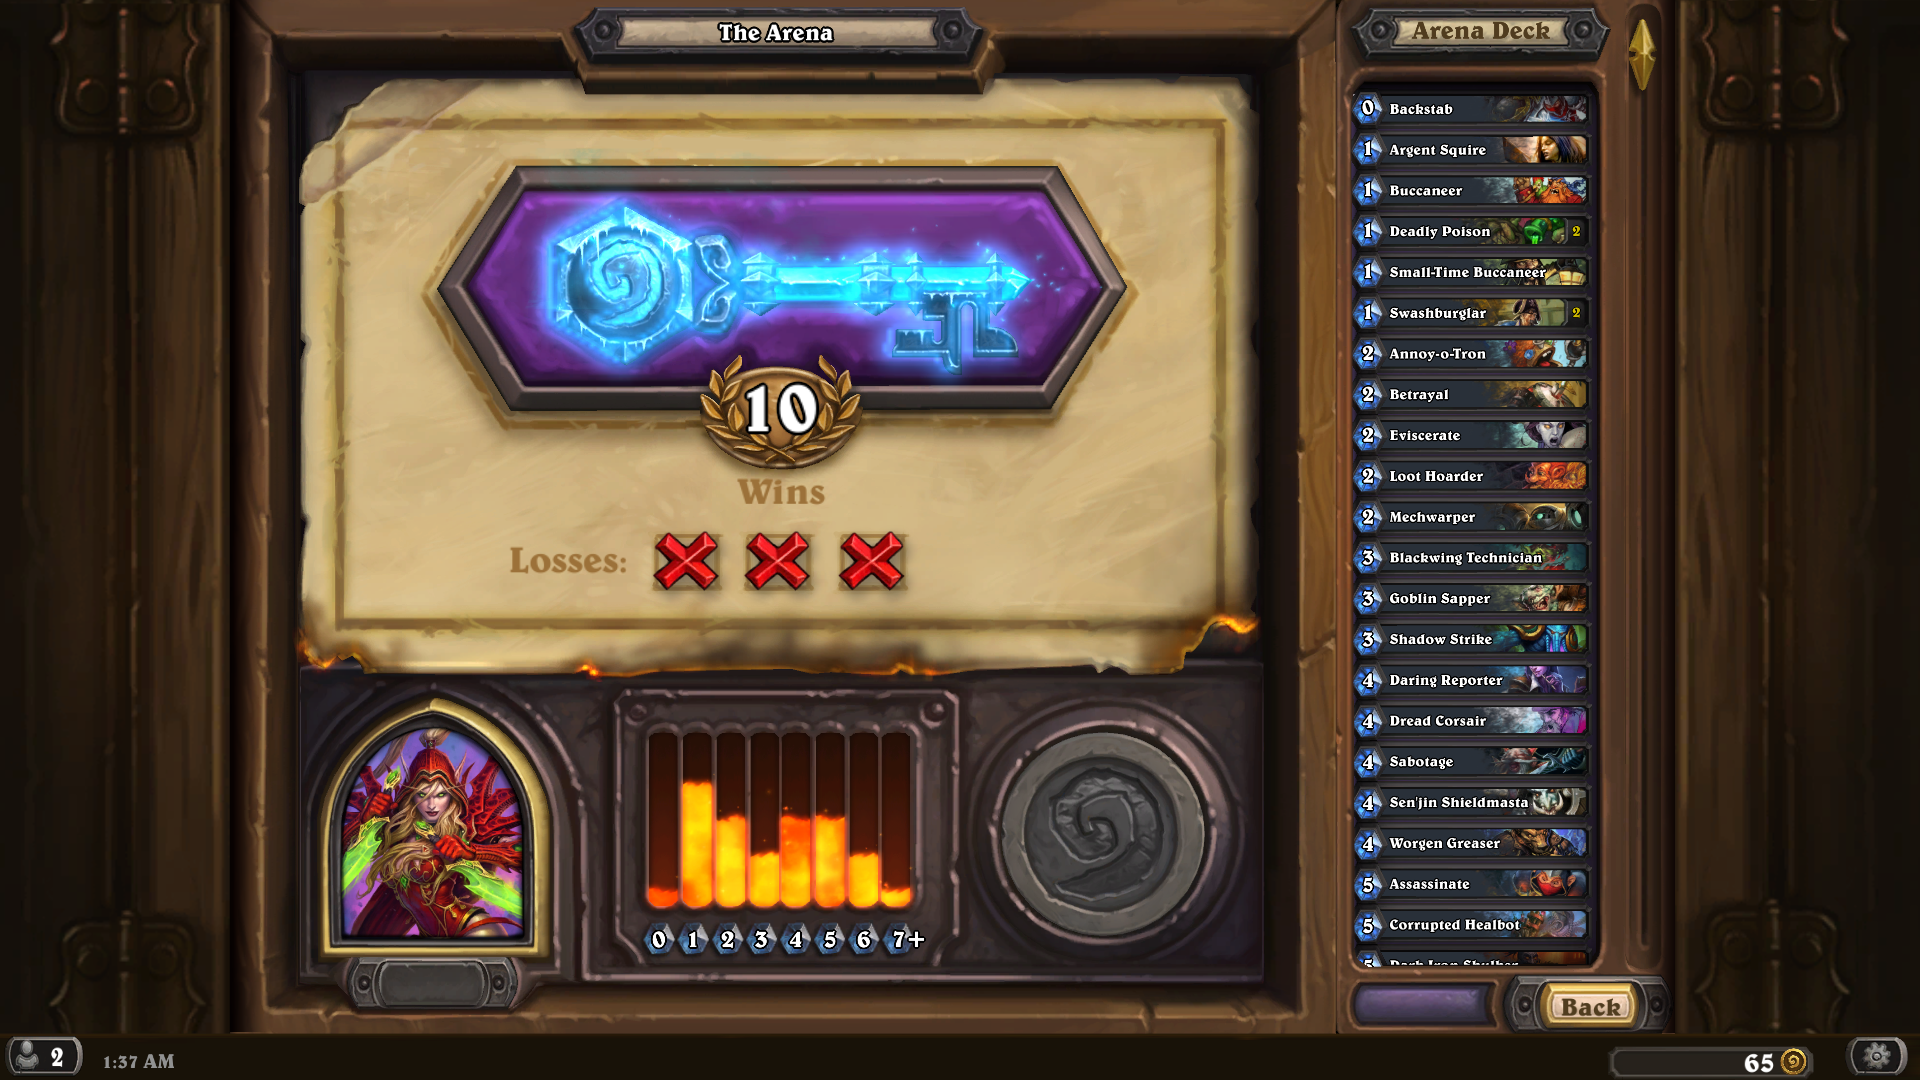 The Arena
10
Wins
Losses:
0 1 2 3 4 5 6 7+
Arena Deck
0 Backstab
1 Argent Squire
1 Buccaneer
1 Deadly Poison 2
1 Small-Time Buccaneer
1 Swashburglar 2
2 Annoy-o-Tron
2 Betrayal
2 Eviscerate
2 Loot Hoarder
2 Mechwarper
3 Blackwing Technician
3 Goblin Sapper
3 Shadow Strike
4 Daring Reporter
4 Dread Corsair
4 Sabotage
4 Sen'jin Shieldmasta
4 Worgen Greaser
5 Assassinate
5 Corrupted Healbot
5 Dark Iron Skulker
Back
2
1:37 AM
65